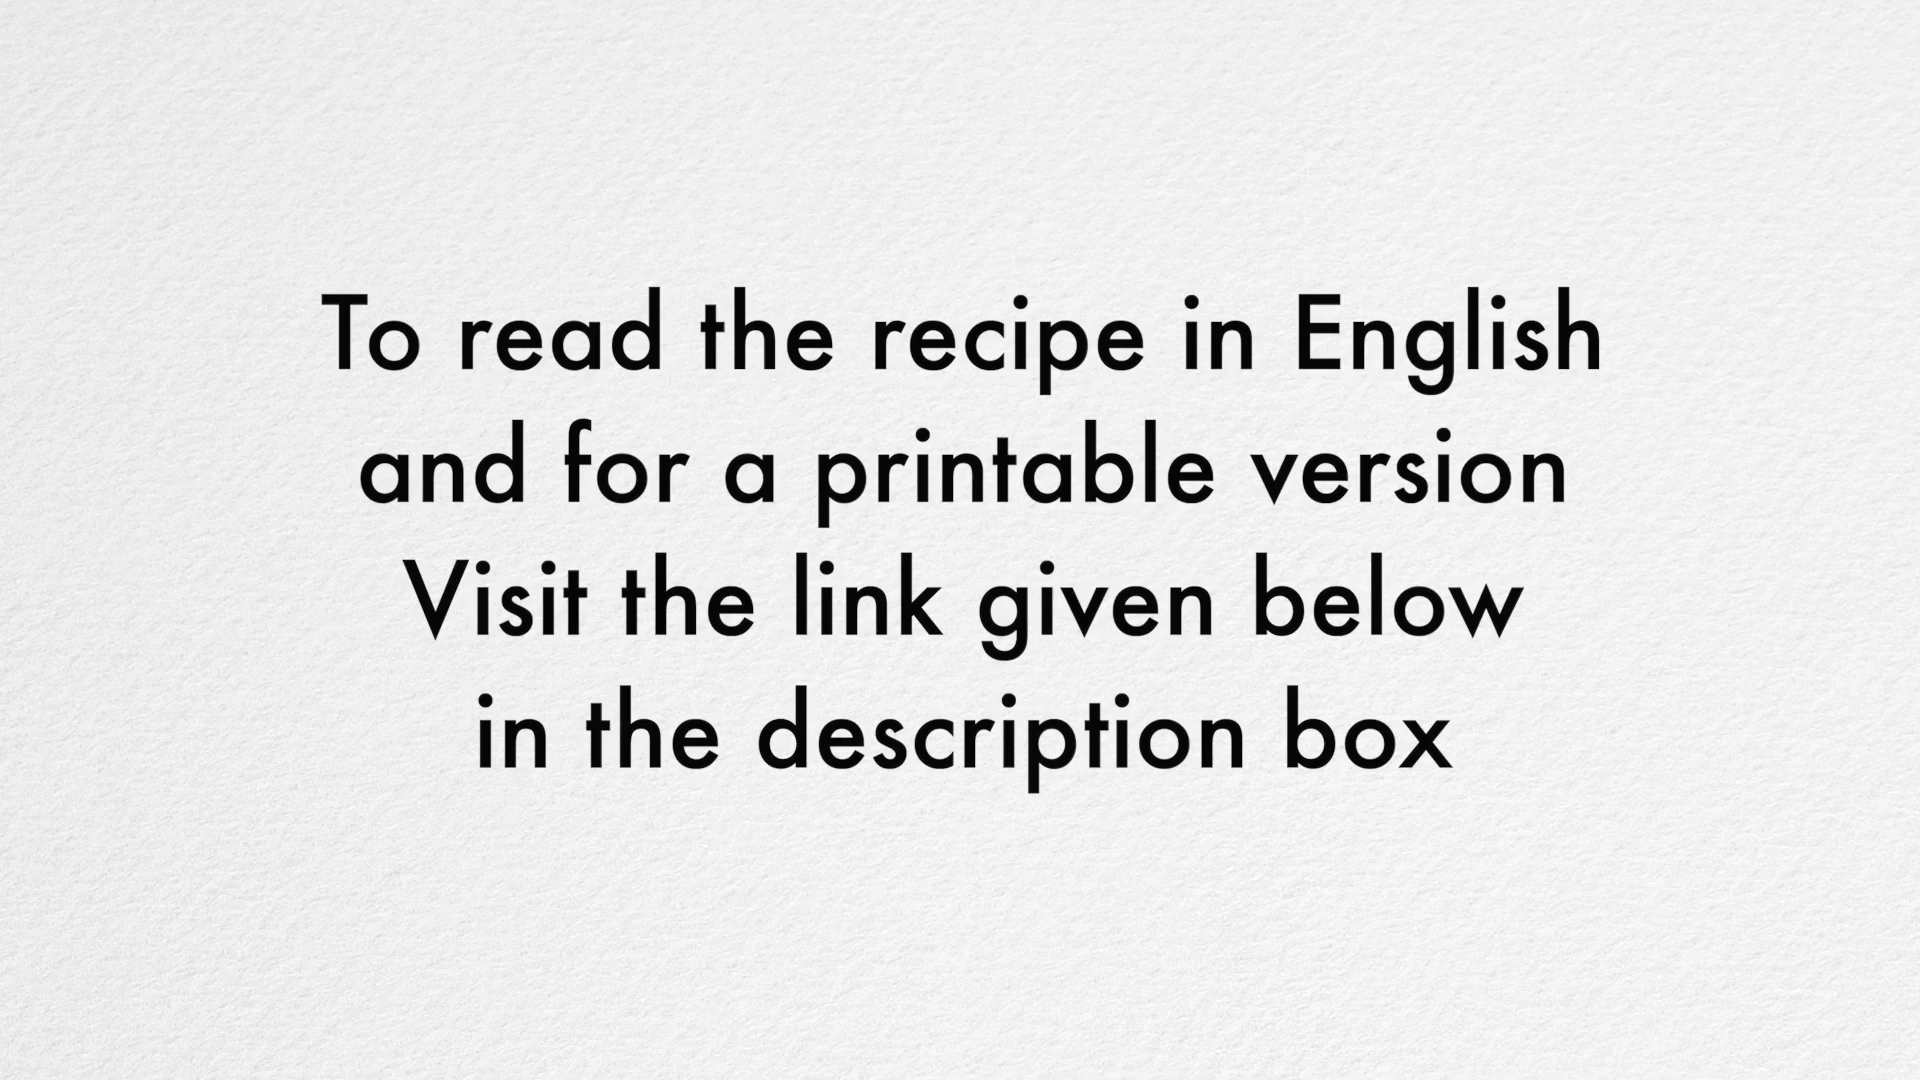 To read the recipe in English
and for a printable version
Visit the link given below
in the description box